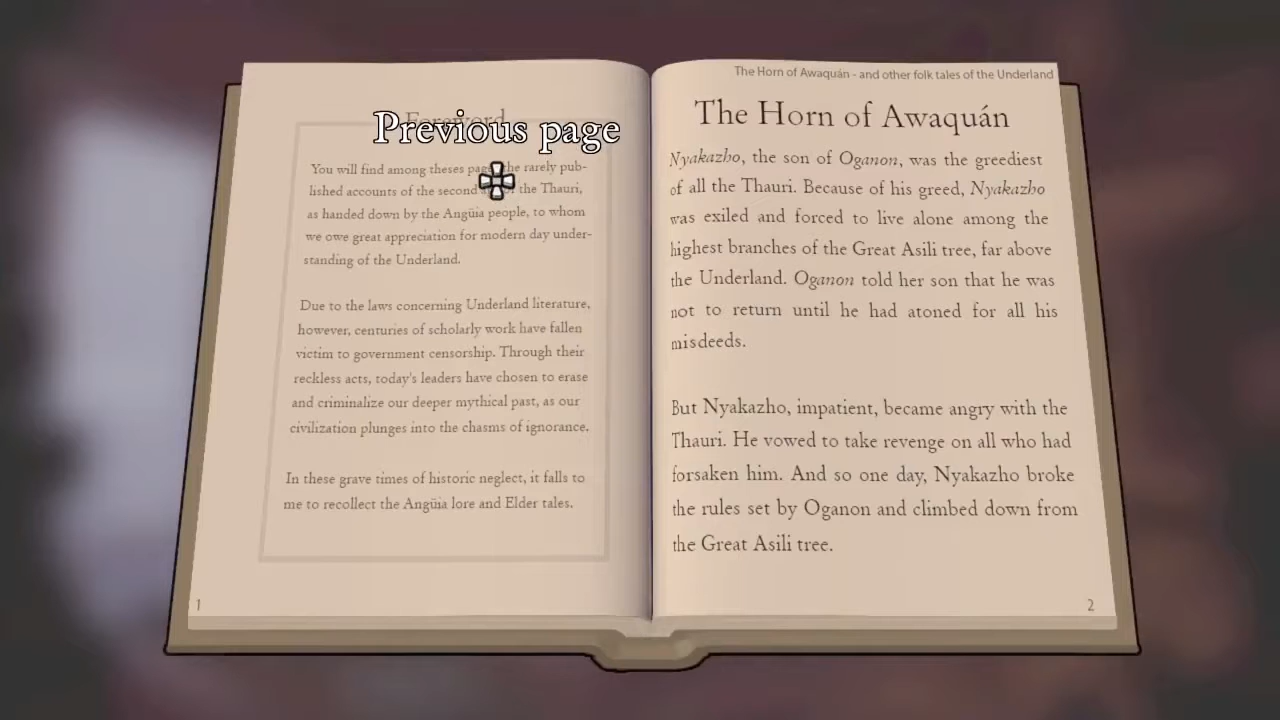 Foreword
Previous page
You will find among theses pages the rarely pub-
lished accounts of the second of the Thauri,
as handed down by the Angüia people, to whom
we owe great appreciation for modern day under-
standing of the Underland.
Due to the laws concerning Underland literature,
however, centuries of scholarly work have fallen
victim to government censorship. Through their
reckless acts, today's leaders have chosen to erase
and criminalize our deeper mythical past, as our
civilization plunges into the chasms of ignorance.
In these grave times of historic neglect, it falls to
me to recollect the Angüia lore and Elder tales.
1
The Horn of Awaquán - and other folk tales of the Underland
The Horn of Awaquán
Nyakazho, the son of Oganon, was the greediest
of all the Thauri. Because of his greed, Nyakazho
was exiled and forced to live alone among the
highest branches of the Great Asili tree, far above
the Underland. Oganon told her son that he was
not to return until he had atoned for all his
misdeeds.
But Nyakazho, impatient, became angry with the
Thauri. He vowed to take revenge on all who had
forsaken him. And so one day, Nyakazho broke
the rules set by Oganon and climbed down from
the Great Asili tree.
2